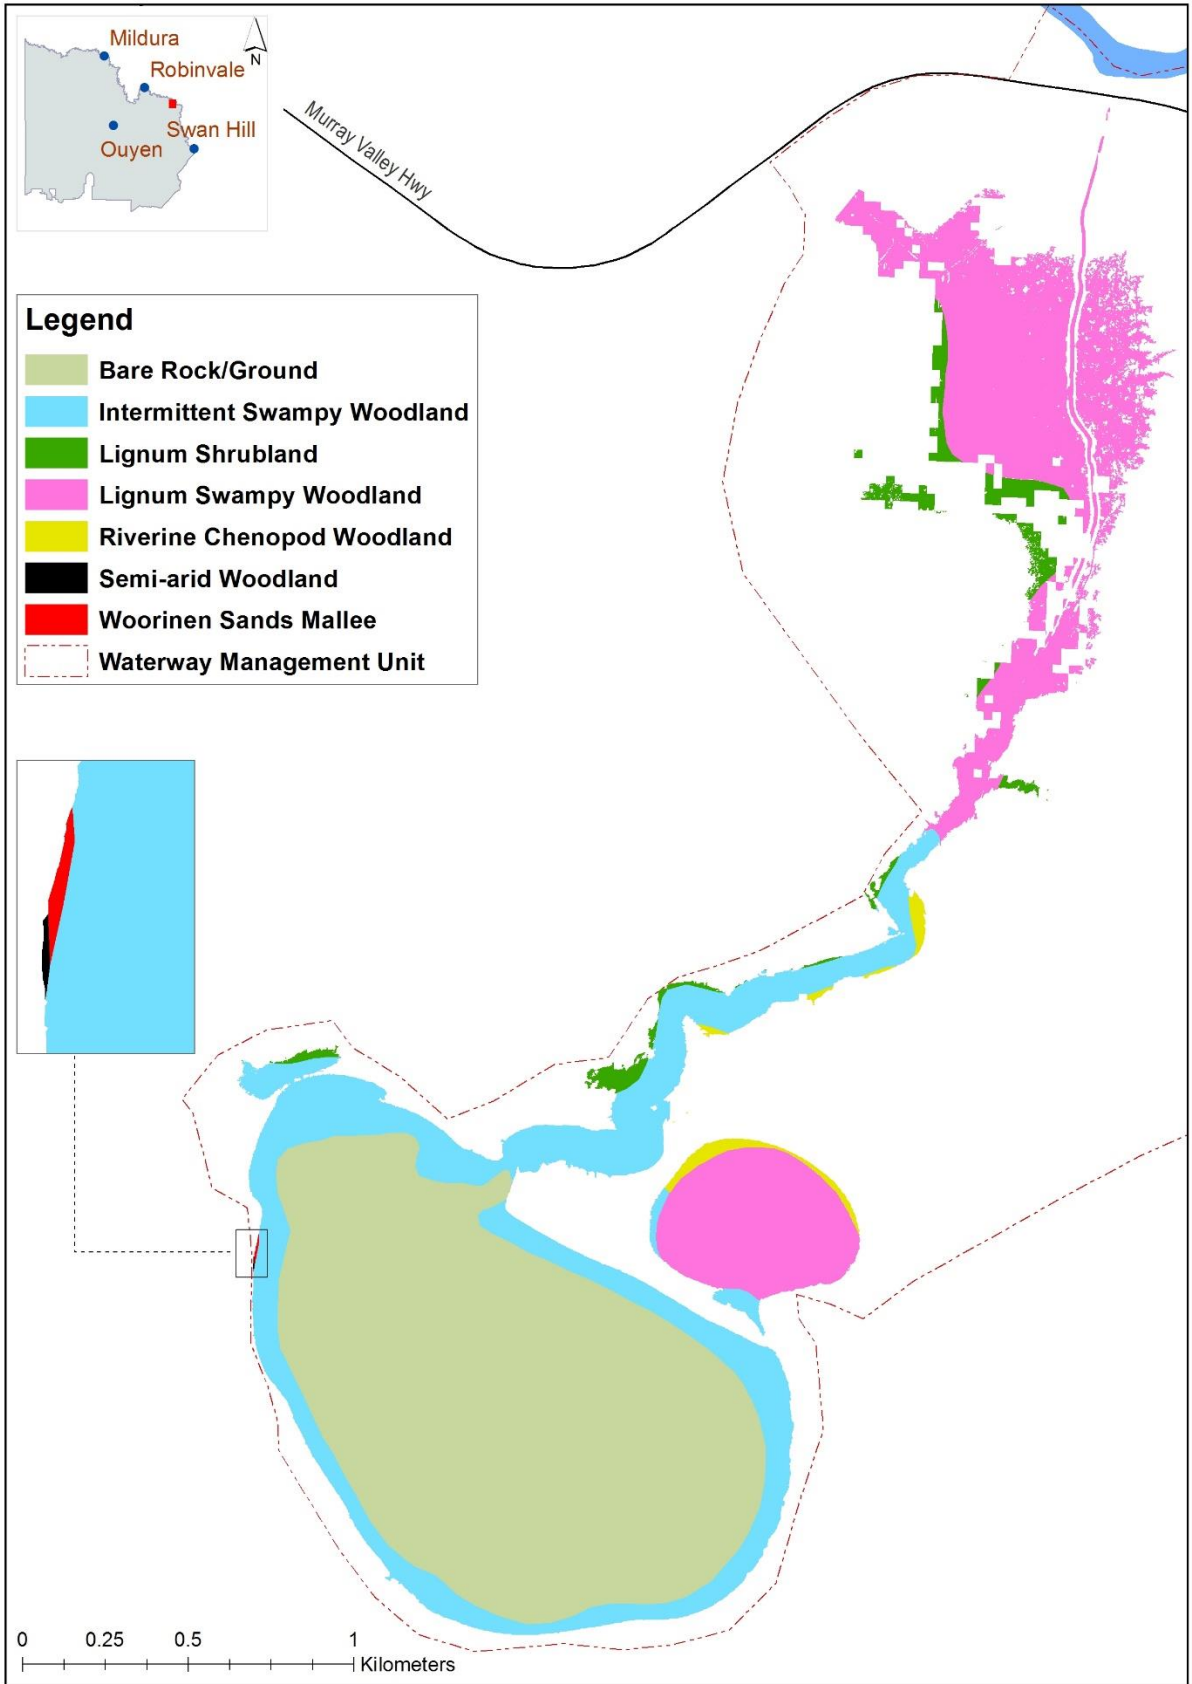 Mildura
N
Robinvale
Swan Hill
Ouyen
Murray Valley Hwy
Legend
Bare Rock/Ground
Intermittent Swampy Woodland
Lignum Shrubland
Lignum Swampy Woodland
Riverine Chenopod Woodland
Semi-arid Woodland
Woorinen Sands Mallee
Waterway Management Unit
0 0.25 0.5 1
Kilometers